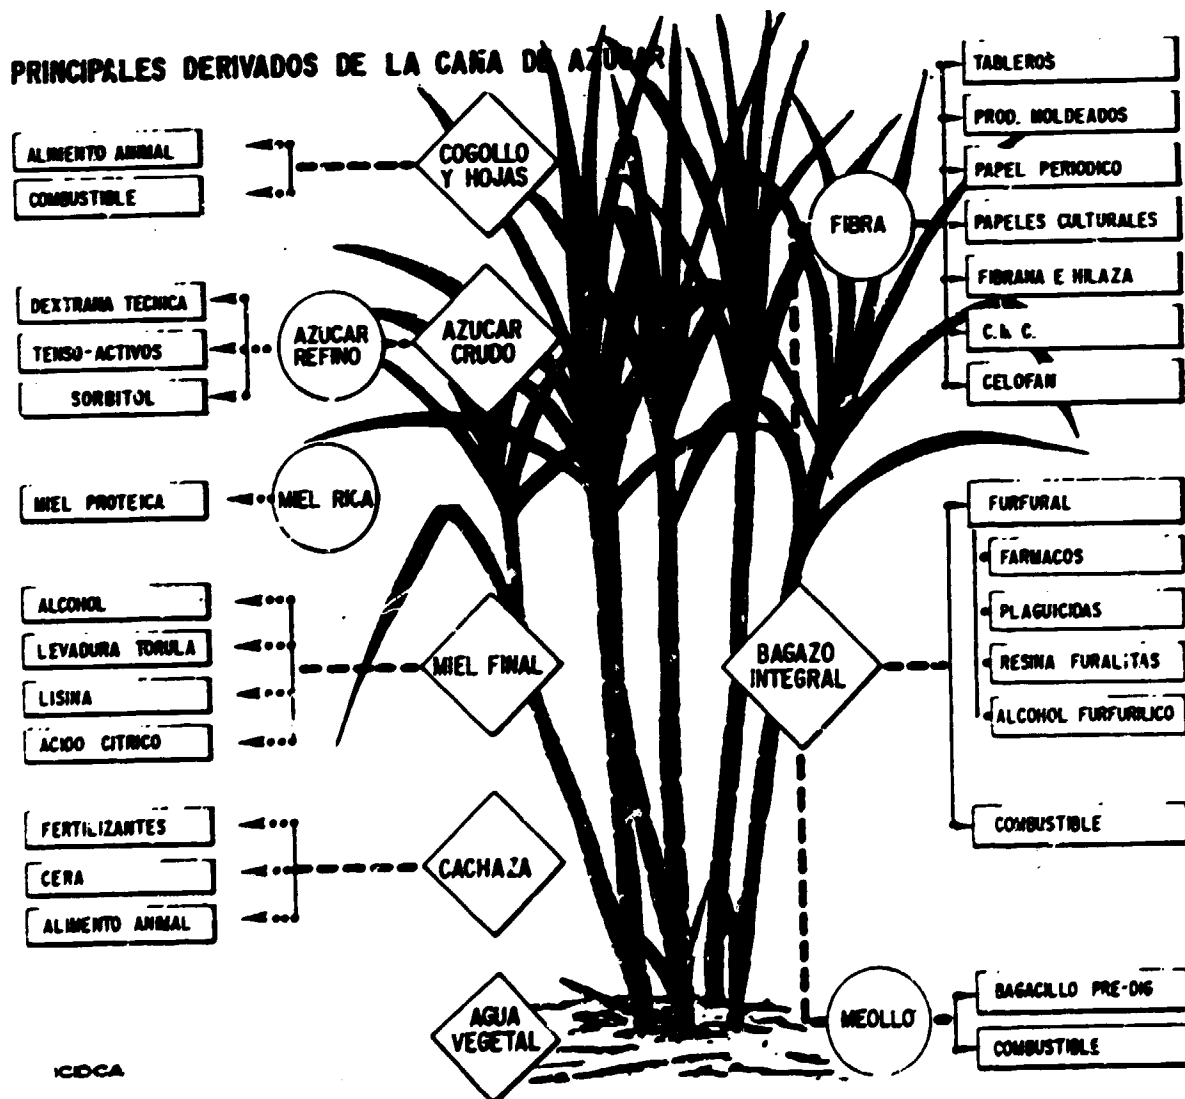 PRINCIPALES DERIVADOS DE LA CAÑA DE AZUCAR
COGOLLO
Y HOJAS
ALIMENTO ANIMAL
COMBUSTIBLE
AZUCAR
CRUDO
AZUCAR
REFINO
DEXTRANA TECNICA
TENSO-ACTIVOS
SORBITOL
MIEL RICA
MIEL PROTEICA
MIEL FINAL
ALCOHOL
LEVADURA TORULA
LISINA
ACIDO CITRICO
CACHAZA
FERTILIZANTES
CERA
ALIMENTO ANIMAL
AGUA
VEGETAL
FIBRA
TABLEROS
PROD. MOLDEADOS
PAPEL PERIODICO
PAPELES CULTURALES
FIBRANA E HILAZA
CELOFAN
BAGAZO
INTEGRAL
FURFURAL
FARMACOS
PLAGUICIDAS
RESINA FURALITAS
ALCOHOL FURFURILICO
COMBUSTIBLE
MEOLLO
BAGACILLO PRE-DIG
COMBUSTIBLE
ICIDCA